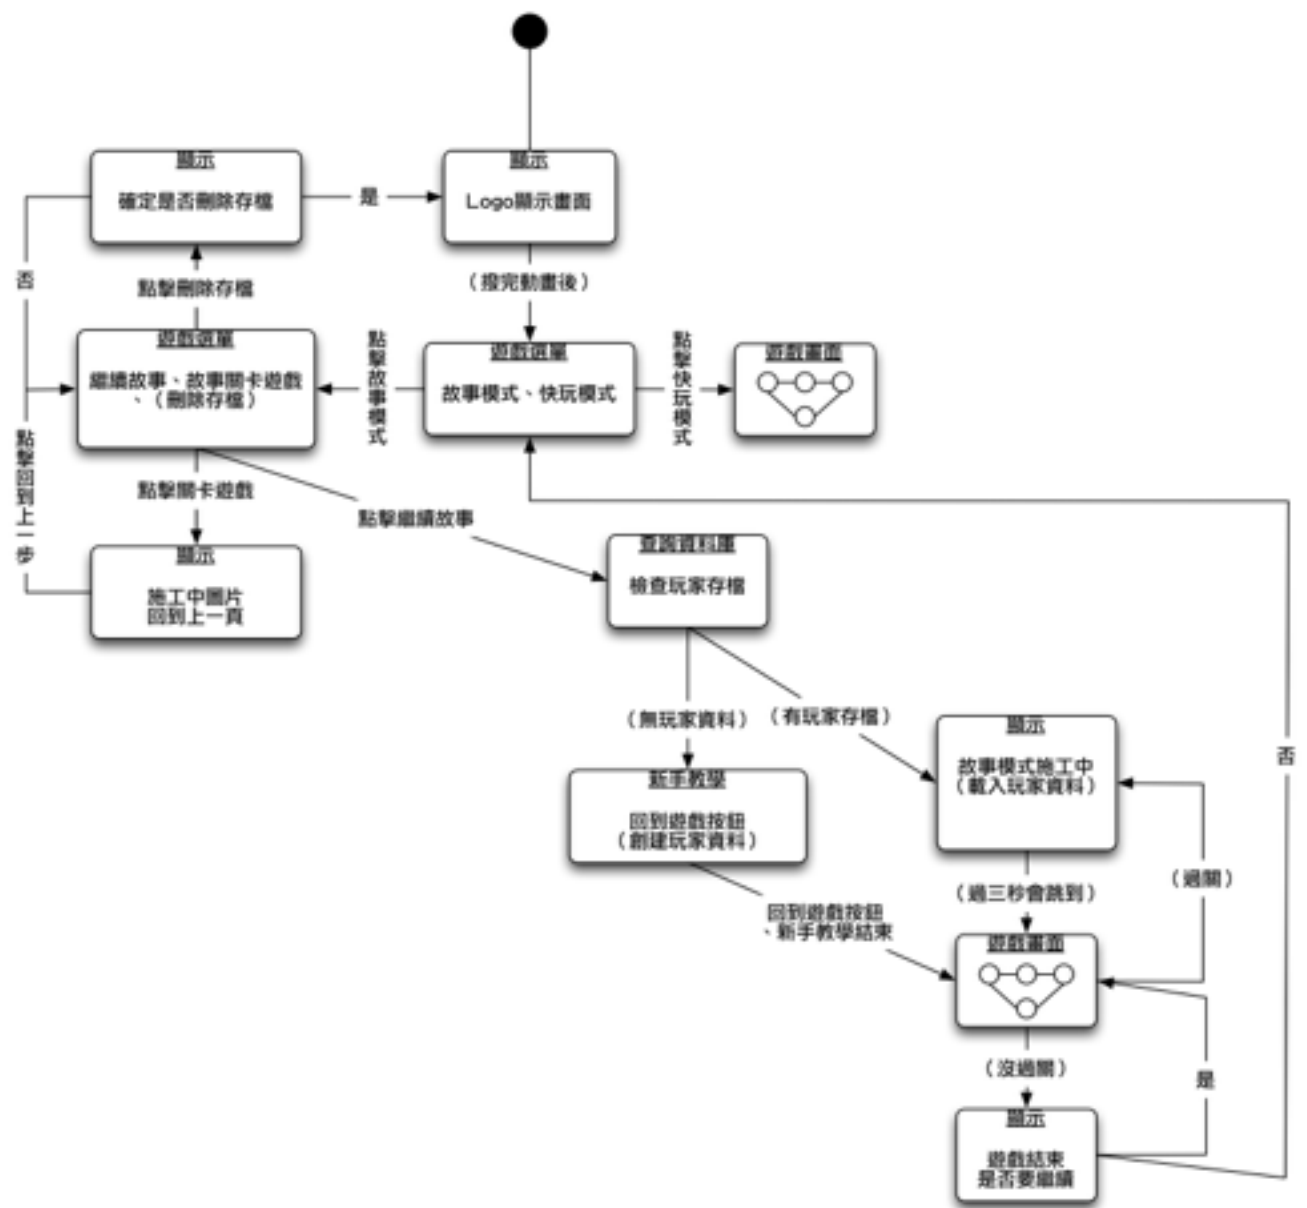 顯示
確定是否刪除存檔
是
顯示
Logo顯示畫面
否
點擊刪除存檔
(撥完動畫後)
遊戲選單
繼續故事、故事關卡遊戲
、(刪除存檔)
點擊故事模式
遊戲選單
故事模式、快玩模式
點擊快玩模式
遊戲畫面
點擊回到上一步
點擊關卡遊戲
點擊繼續故事
顯示
施工中圖片
回到上一頁
查詢資料庫
檢查玩家存檔
(無玩家資料)
(有玩家存檔)
顯示
故事模式施工中
(載入玩家資料)
否
新手教學
回到遊戲按鈕
(創建玩家資料)
(過三秒會跳到)
(過關)
回到遊戲按鈕
、新手教學結束
遊戲畫面
(沒過關)
是
顯示
遊戲結束
是否要繼續